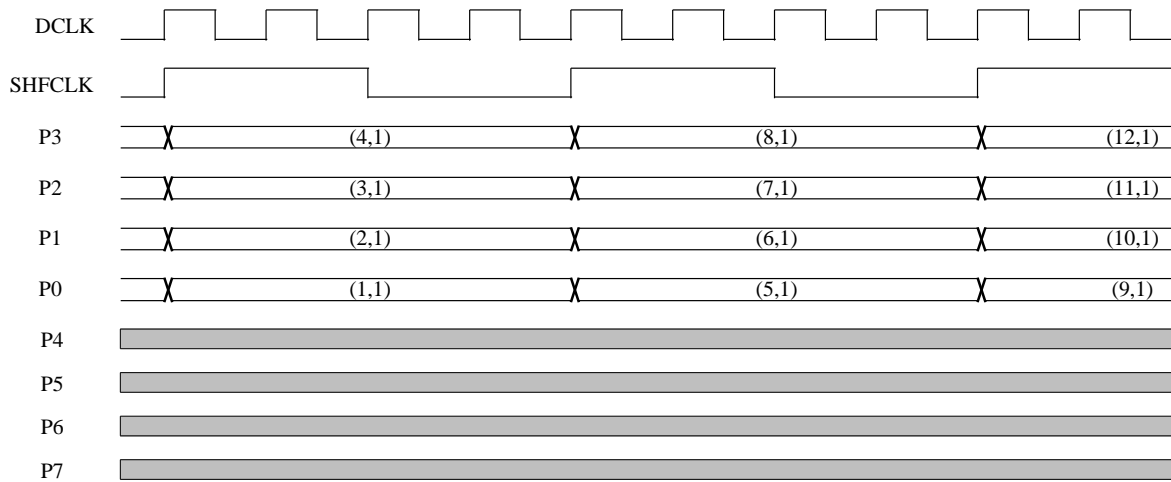 DCLK
SHFCLK
P3 (4,1) (8,1) (12,1)
P2 (3,1) (7,1) (11,1)
P1 (2,1) (6,1) (10,1)
P0 (1,1) (5,1) (9,1)
P4
P5
P6
P7